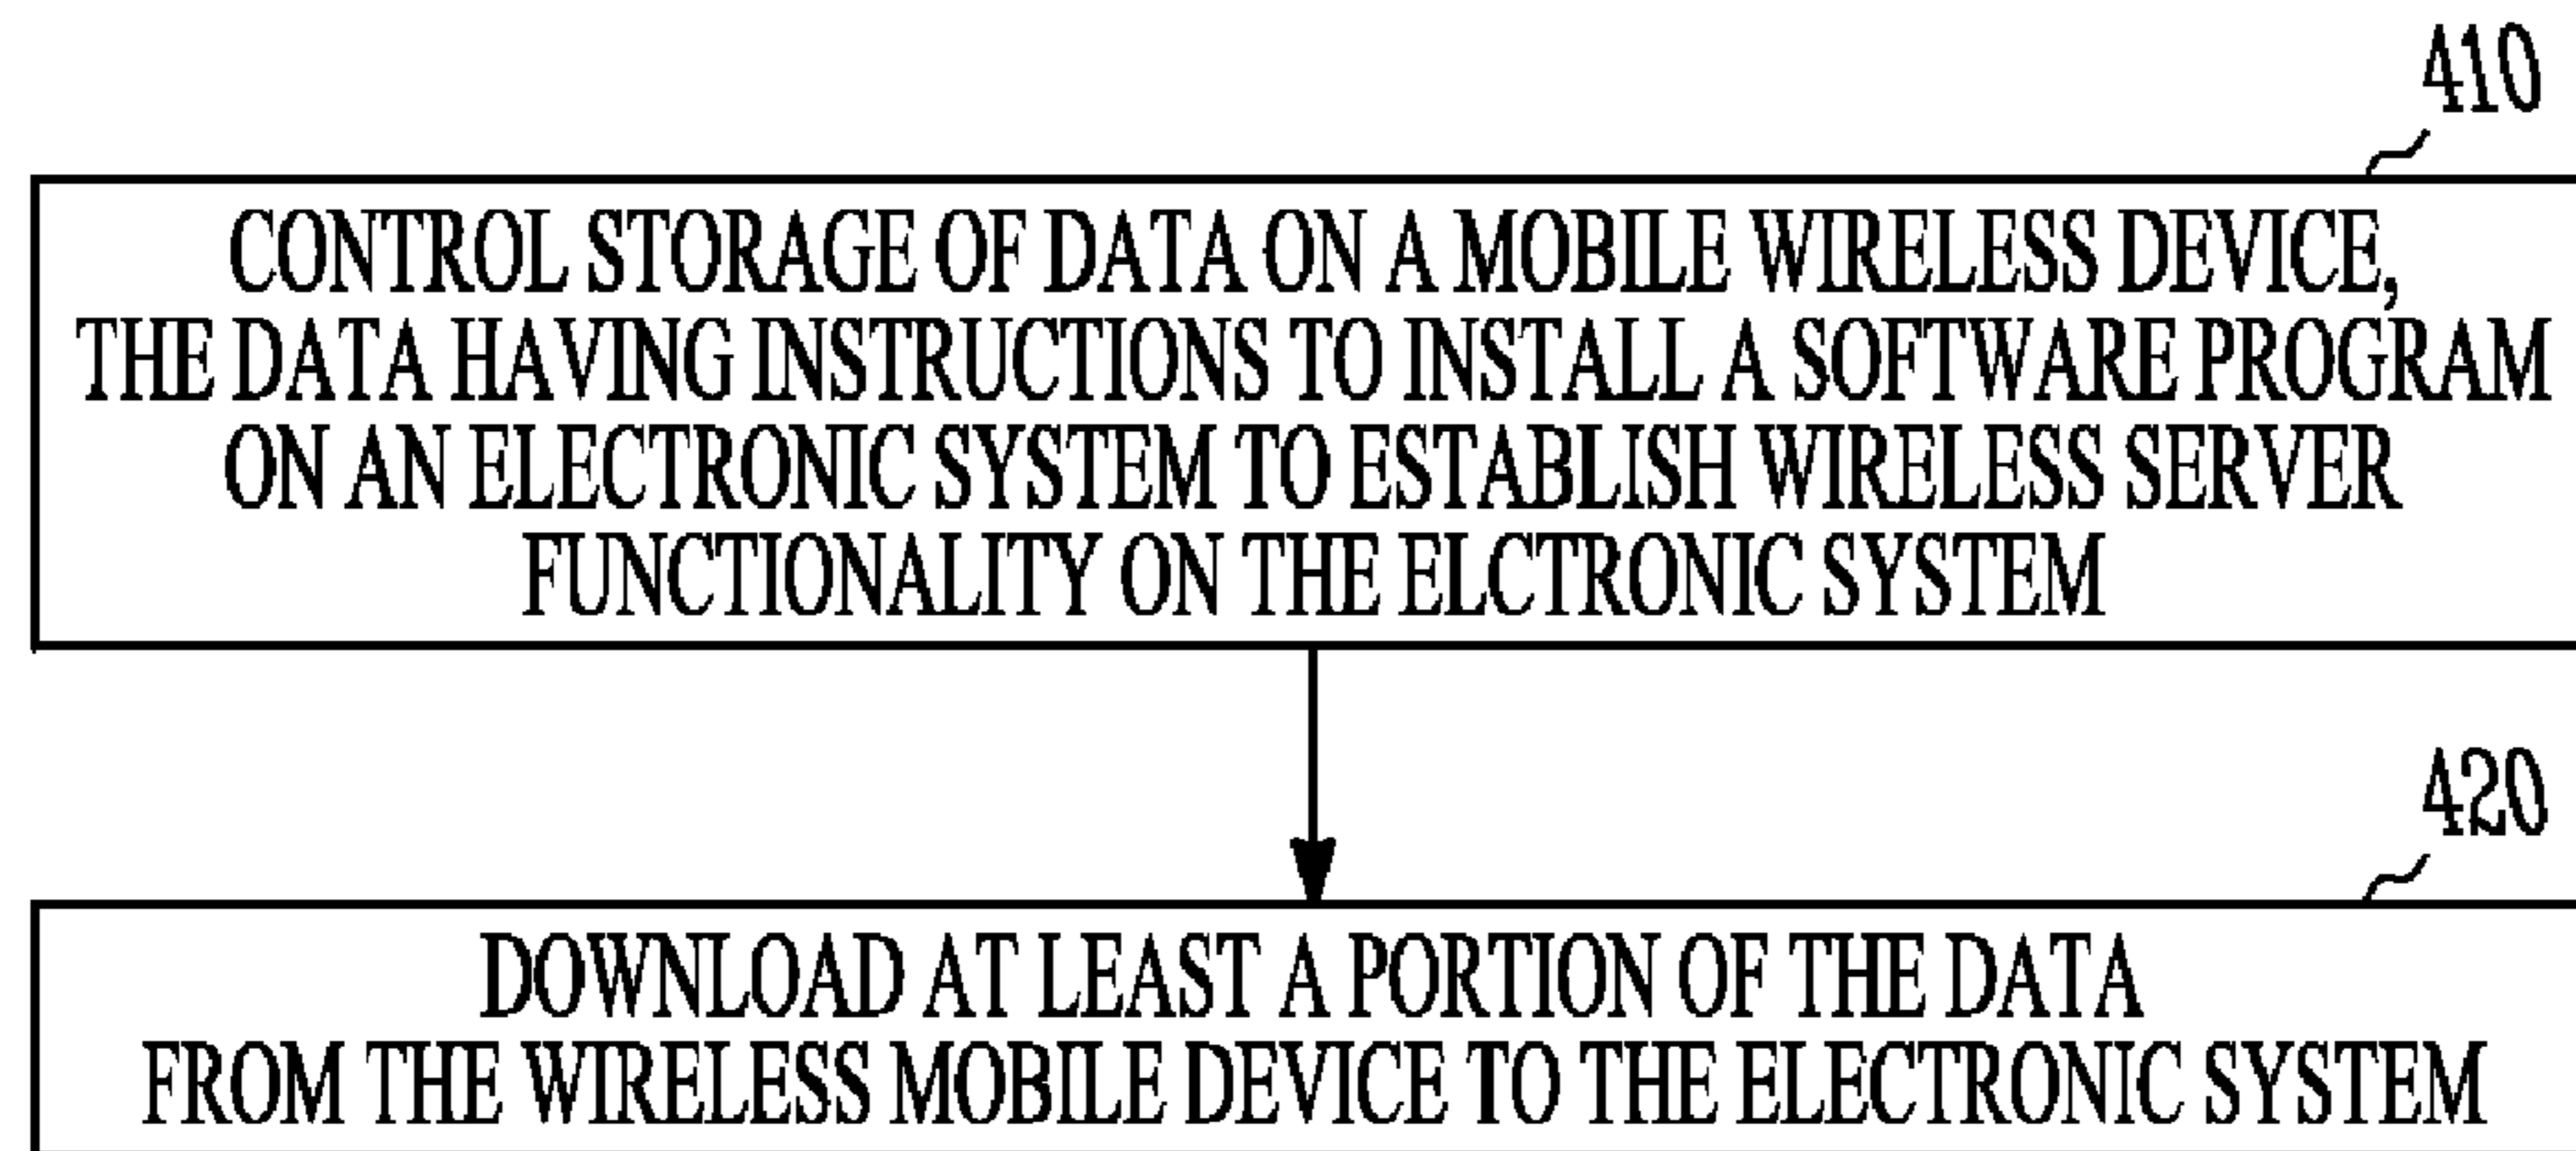 410
CONTROL STORAGE OF DATA ON A MOBILE WIRELESS DEVICE,
THE DATA HAVING INSTRUCTIONS TO INSTALL A SOFTWARE PROGRAM
ON AN ELECTRONIC SYSTEM TO ESTABLISH WIRELESS SERVER
FUNCTIONALITY ON THE ELCTRONIC SYSTEM
420
DOWNLOAD AT LEAST A PORTION OF THE DATA
FROM THE WIRELESS MOBILE DEVICE TO THE ELECTRONIC SYSTEM